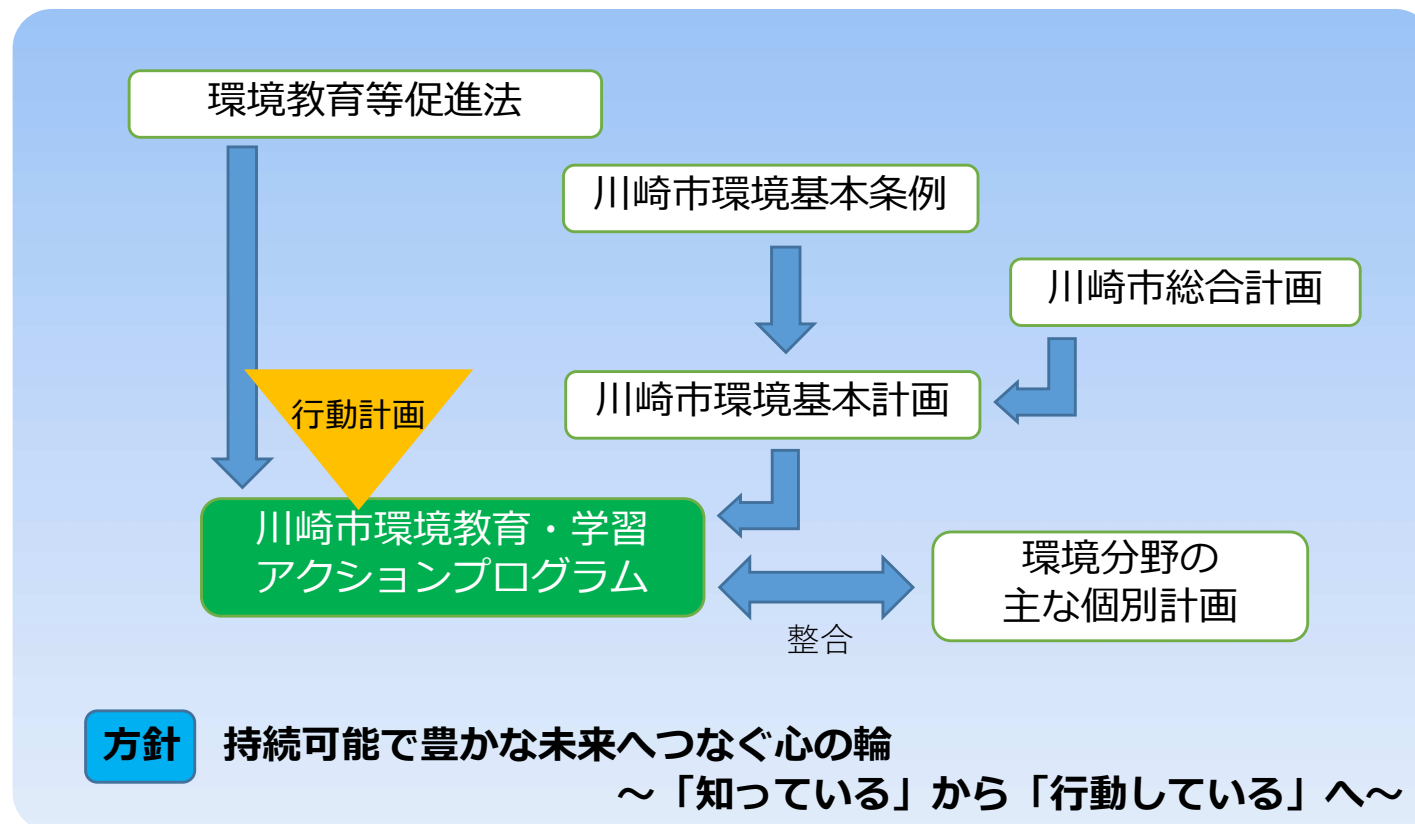 環境教育等促進法
川崎市環境基本条例
川崎市総合計画
川崎市環境基本計画
行動計画
川崎市環境教育・学習
アクションプログラム
環境分野の
主な個別計画
整合
方針 持続可能で豊かな未来へつなぐ心の輪
～「知っている」から「行動している」へ～